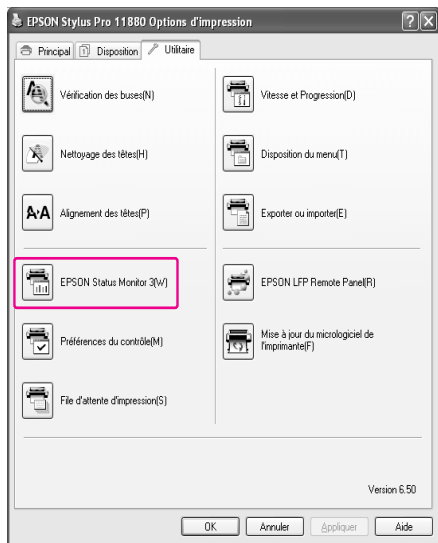 EPSON Stylus Pro 11880 Options d'impression
Principal Disposition Utilitaire
Vérification des buses(N)
Vitesse et Progression(D)
Nettoyage des têtes(H)
Disposition du menu(T)
A A Alignement des têtes(P)
Exporter ou importer(E)
EPSON Status Monitor 3(W)
EPSON LFP Remote Panel(R)
Préférences du contrôle(M)
Mise à jour du micrologiciel de
l'imprimante(F)
File d'attente d'impression(S)
Version 6.50
OK Annuler Appliquer Aide